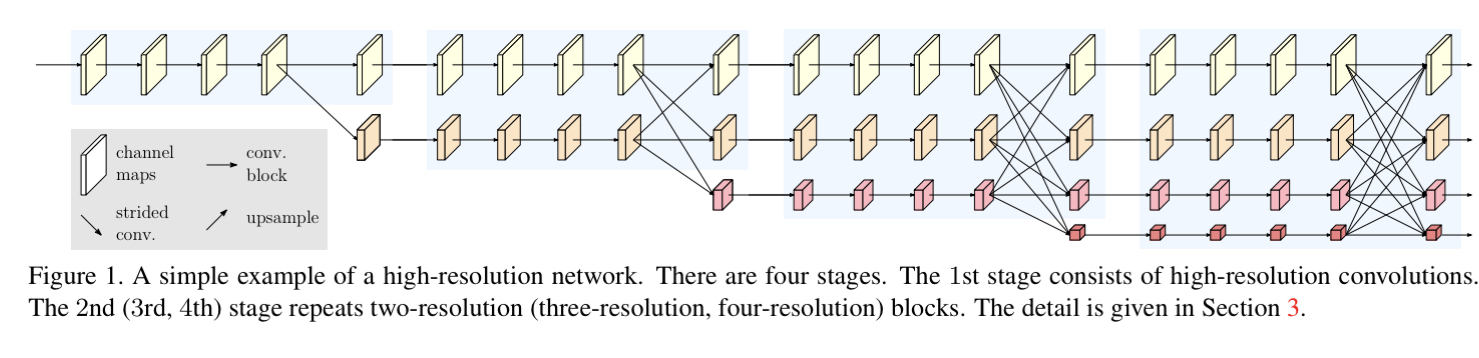 channel maps
conv. block
strided conv.
upsample
Figure 1. A simple example of a high-resolution network. There are four stages. The 1st stage consists of high-resolution convolutions.
The 2nd (3rd, 4th) stage repeats two-resolution (three-resolution, four-resolution) blocks. The detail is given in Section 3.